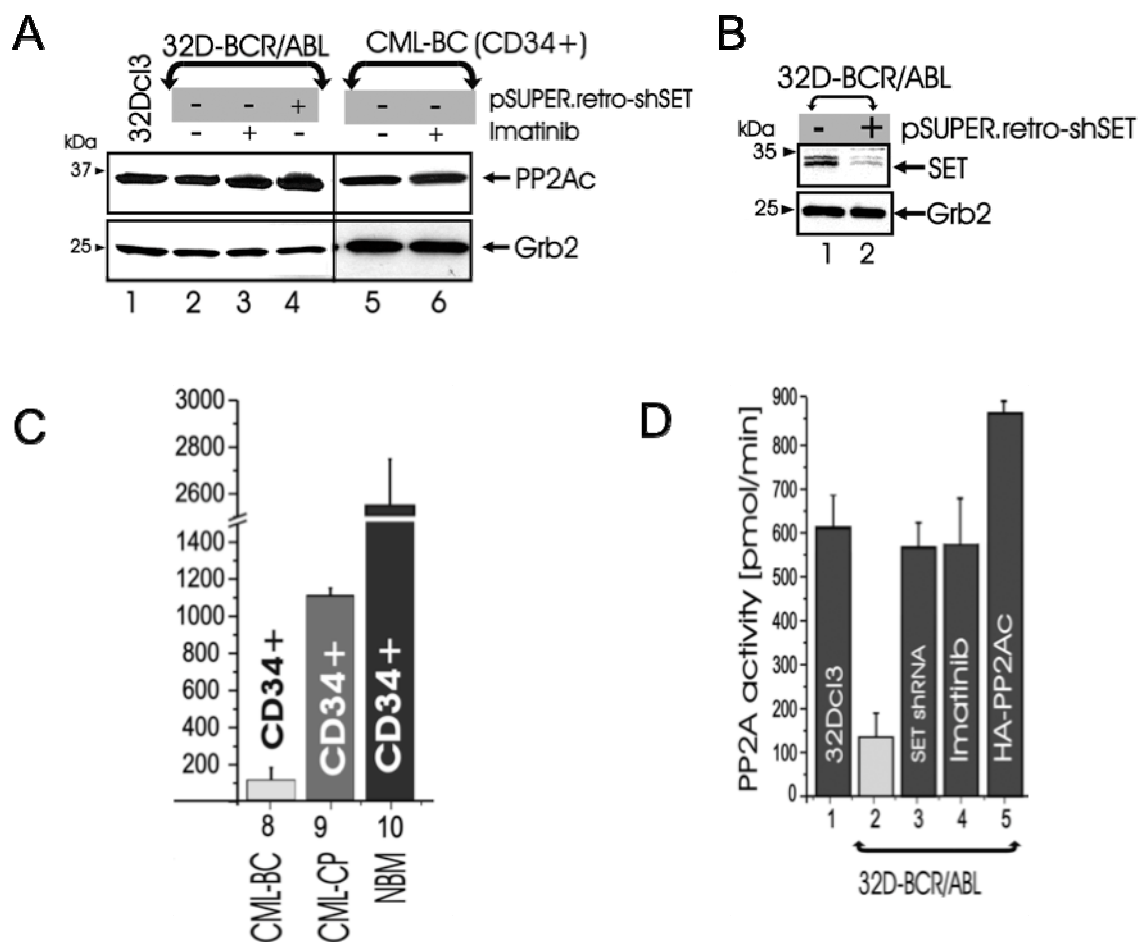 A
32D-BCR/ABL
CML-BC (CD34+)
32Dcl3
- - + - - pSUPER.retro-shSET
- + - - + Imatinib
kDa
37
PP2Ac
25
Grb2
1 2 3 4 5 6
B
32D-BCR/ABL
kDa
- + pSUPER.retro-shSET
35
SET
25
Grb2
1 2
C
3000
2800
2600
1400
1200
1000
800
600
400
200
CD34+
CD34+
CD34+
8 9 10
CML-BC
CML-CP
NBM
D
PP2A activity [pmol/min]
900
800
700
600
500
400
300
200
100
0
32Dcl3
SET shRNA
Imatinib
HA-PP2Ac
1 2 3 4 5
32D-BCR/ABL